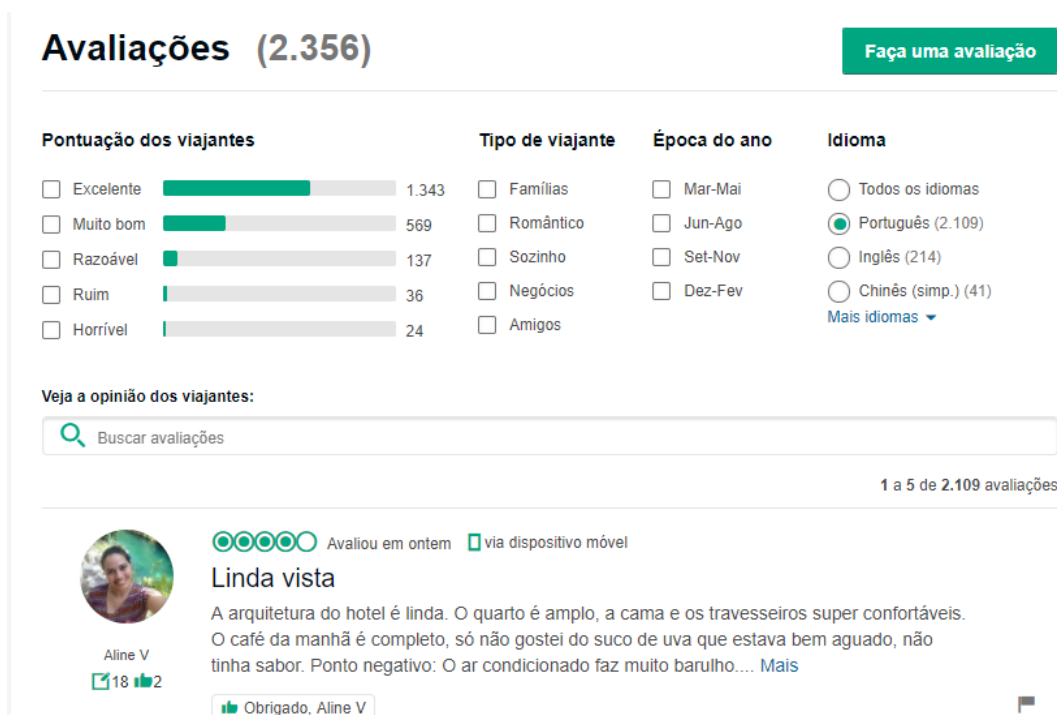 Avaliações (2.356)
Faça uma avaliação
Pontuação dos viajantes
Excelente 1.343
Muito bom 569
Razoável 137
Ruim 36
Horrível 24
Tipo de viajante
Famílias
Romântico
Sozinho
Negócios
Amigos
Época do ano
Mar-Mai
Jun-Ago
Set-Nov
Dez-Fev
Idioma
Todos os idiomas
Português (2.109)
Inglês (214)
Chinês (simp.) (41)
Mais idiomas
Veja a opinião dos viajantes:
Buscar avaliações
1 a 5 de 2.109 avaliações
Avaliou em ontem via dispositivo móvel
Linda vista
A arquitetura do hotel é linda. O quarto é amplo, a cama e os travesseiros super confortáveis.
O café da manhã é completo, só não gostei do suco de uva que estava bem aguado, não
tinha sabor. Ponto negativo: O ar condicionado faz muito barulho.... Mais
Aline V
18 2
Obrigado, Aline V